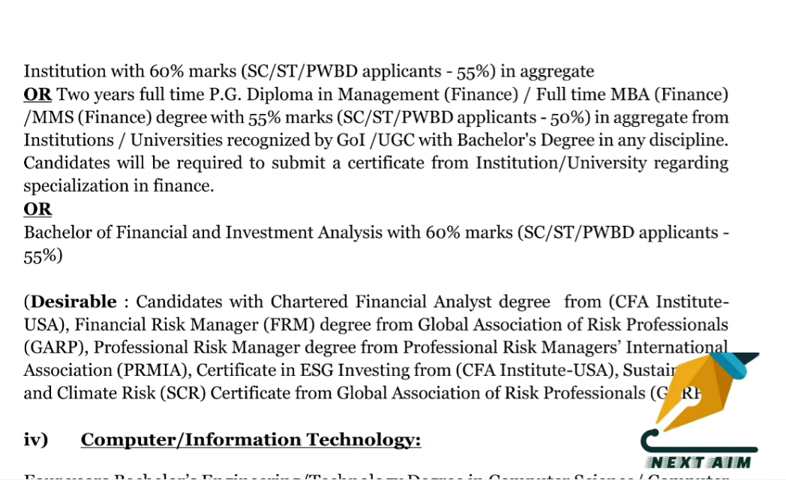 Institution with 60% marks (SC/ST/PWBD applicants - 55%) in aggregate
OR Two years full time P.G. Diploma in Management (Finance) / Full time MBA (Finance)
/MMS (Finance) degree with 55% marks (SC/ST/PWBD applicants - 50%) in aggregate from
Institutions / Universities recognized by GoI /UGC with Bachelor's Degree in any discipline.
Candidates will be required to submit a certificate from Institution/University regarding
specialization in finance.
OR
Bachelor of Financial and Investment Analysis with 60% marks (SC/ST/PWBD applicants -
55%)
(Desirable : Candidates with Chartered Financial Analyst degree from (CFA Institute-
USA), Financial Risk Manager (FRM) degree from Global Association of Risk Professionals
(GARP), Professional Risk Manager degree from Professional Risk Managers' International
Association (PRMIA), Certificate in ESG Investing from (CFA Institute-USA),
and Climate Risk (SCR) Certificate from Global Association of Risk Professionals
iv) Computer/Information Technology:
NEXT AIM